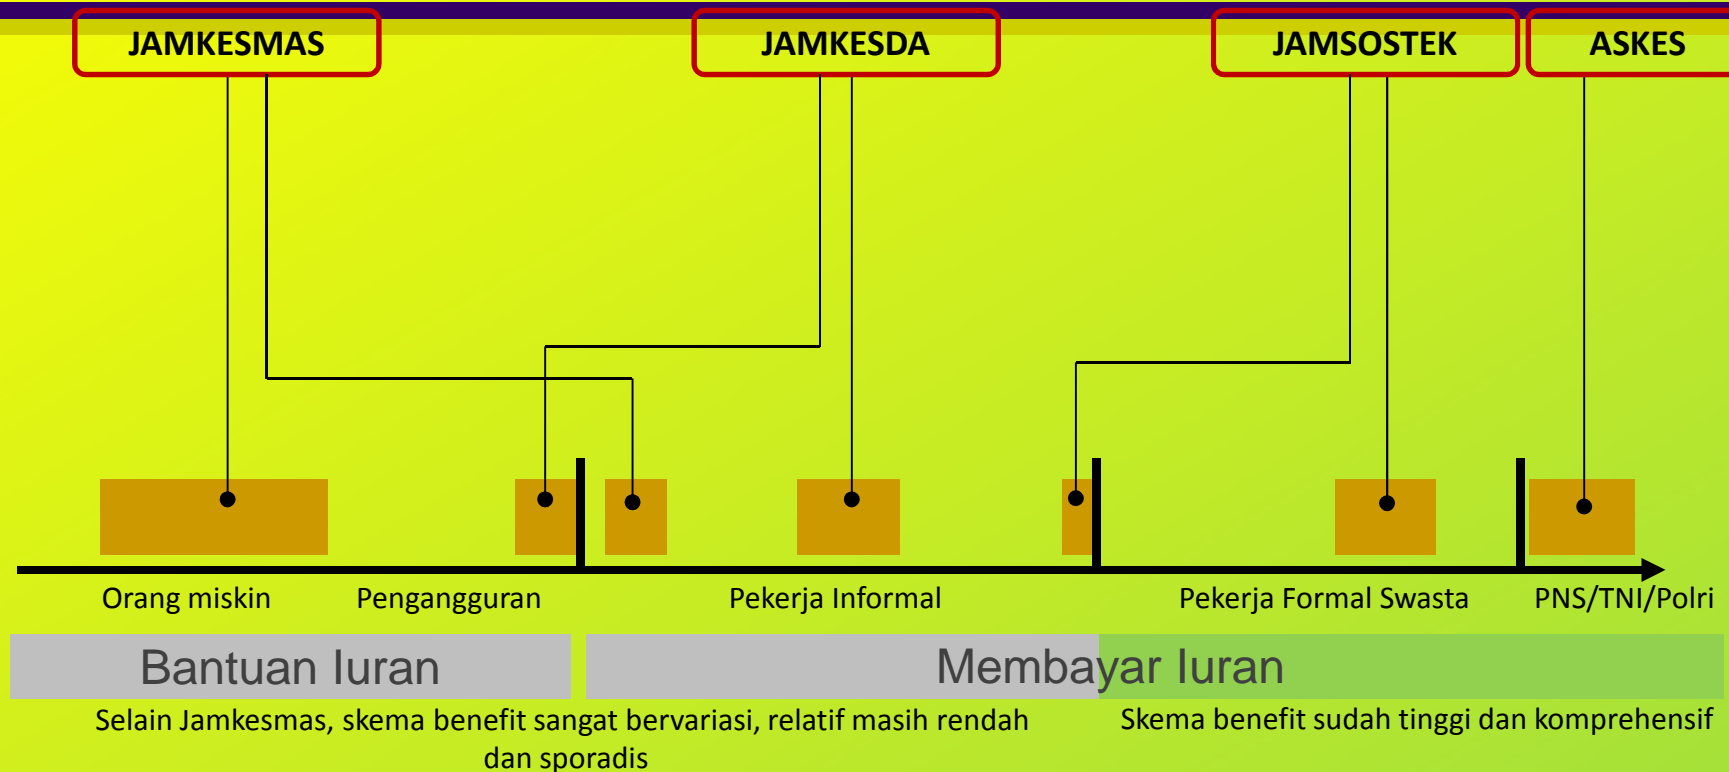 JAMKESMAS
JAMKESDA
JAMSOSTEK
ASKES
Orang miskin
Pengangguran
Pekerja Informal
Pekerja Formal Swasta
PNS/TNI/Polri
Bantuan Iuran
Membayar Iuran
Selain Jamkesmas, skema benefit sangat bervariasi, relatif masih rendah
dan sporadis
Skema benefit sudah tinggi dan komprehensif